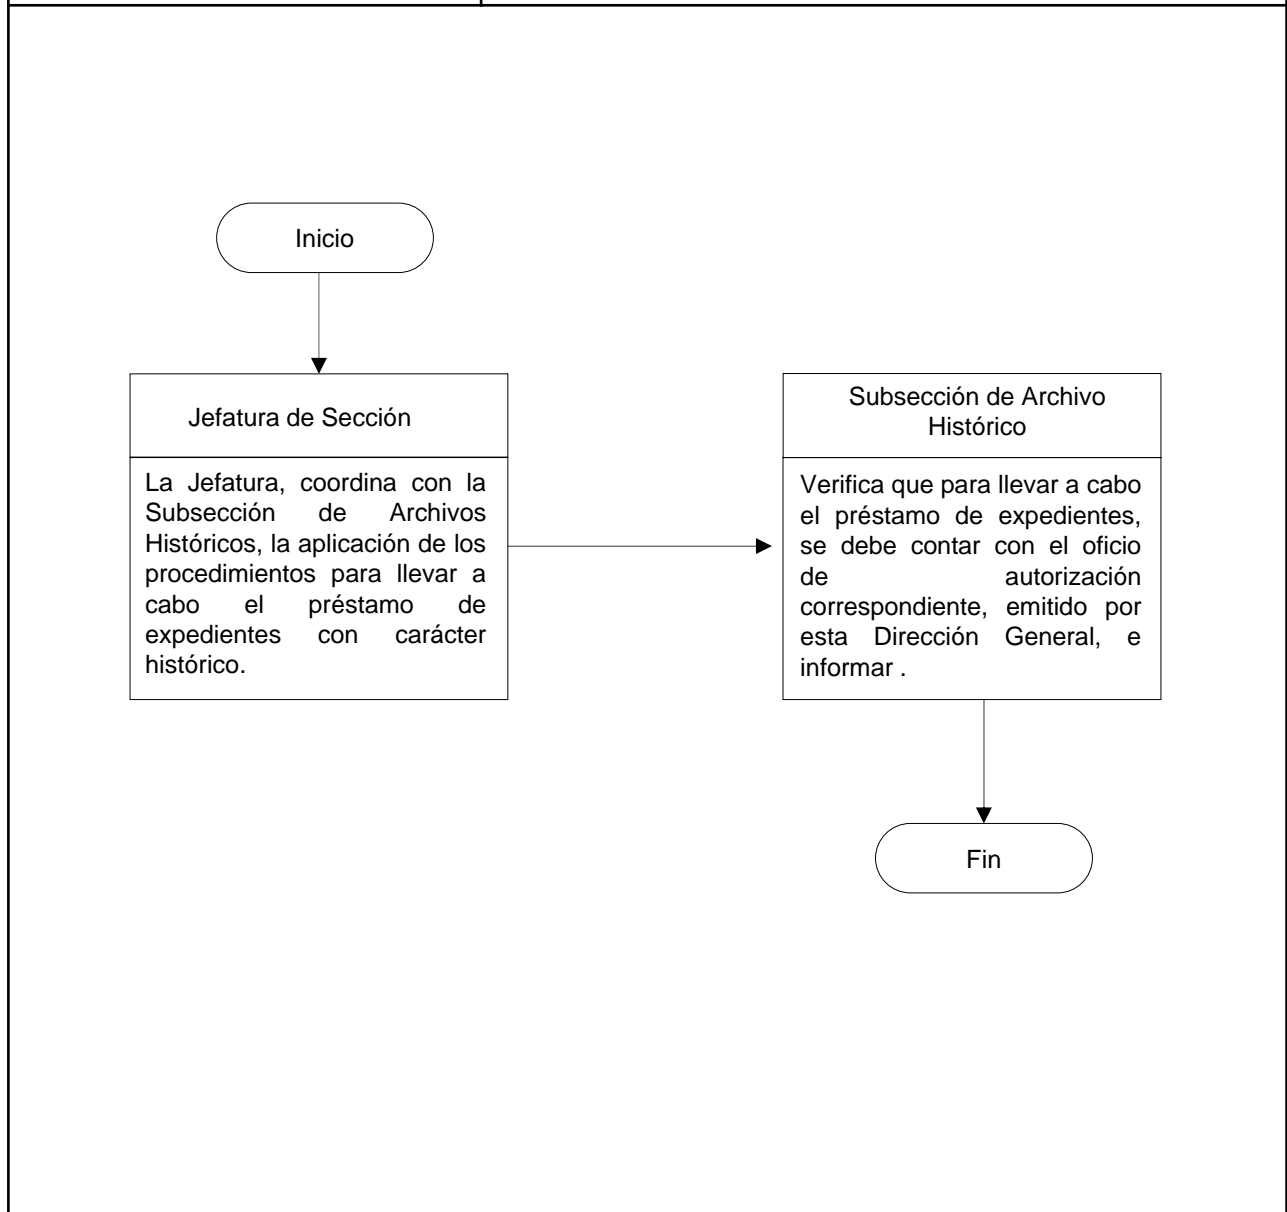 Inicio
Jefatura de Sección
La Jefatura, coordina con la
Subsección de Archivos
Históricos, la aplicación de los
procedimientos para llevar a
cabo el préstamo de
expedientes con carácter
histórico.
Subsección de Archivo
Histórico
Verifica que para llevar a cabo
el préstamo de expedientes,
se debe contar con el oficio
de autorización
correspondiente, emitido por
esta Dirección General, e
informar .
Fin